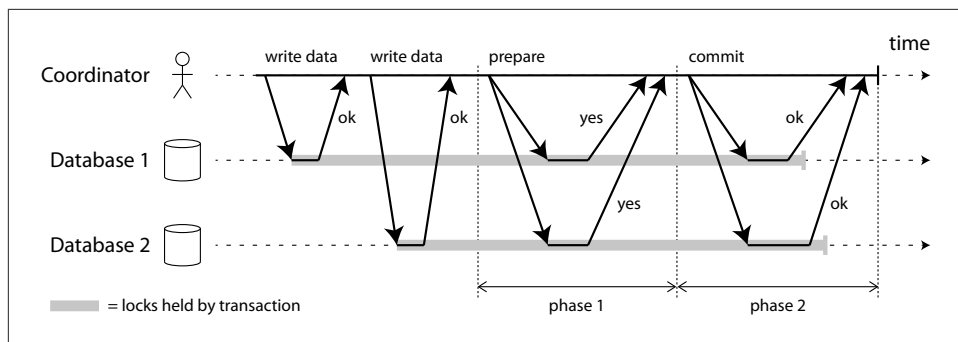 time
write data write data prepare commit
Coordinator
ok ok yes ok
Database 1
yes ok
Database 2
= locks held by transaction
phase 1 phase 2